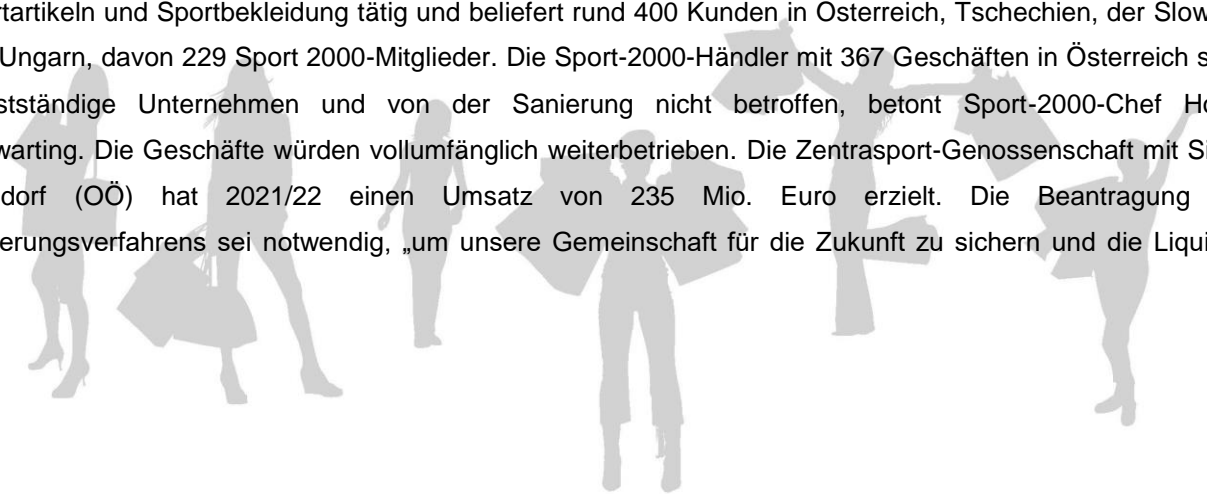 rtartikeln und Sportbekleidung tätig und beliefert rund 400 Kunden in Österreich, Tschechien, der Slow
Ungarn, davon 229 Sport 2000-Mitglieder. Die Sport-2000-Händler mit 367 Geschäften in Österreich s
stständige Unternehmen und von der Sanierung nicht betroffen, betont Sport-2000-Chef Ho
warting. Die Geschäfte würden vollumfänglich weiterbetrieben. Die Zentrasport-Genossenschaft mit Si
dorf (OÖ) hat 2021/22 einen Umsatz von 235 Mio. Euro erzielt. Die Beantragung
erungsverfahrens sei notwendig, „um unsere Gemeinschaft für die Zukunft zu sichern und die Liqui